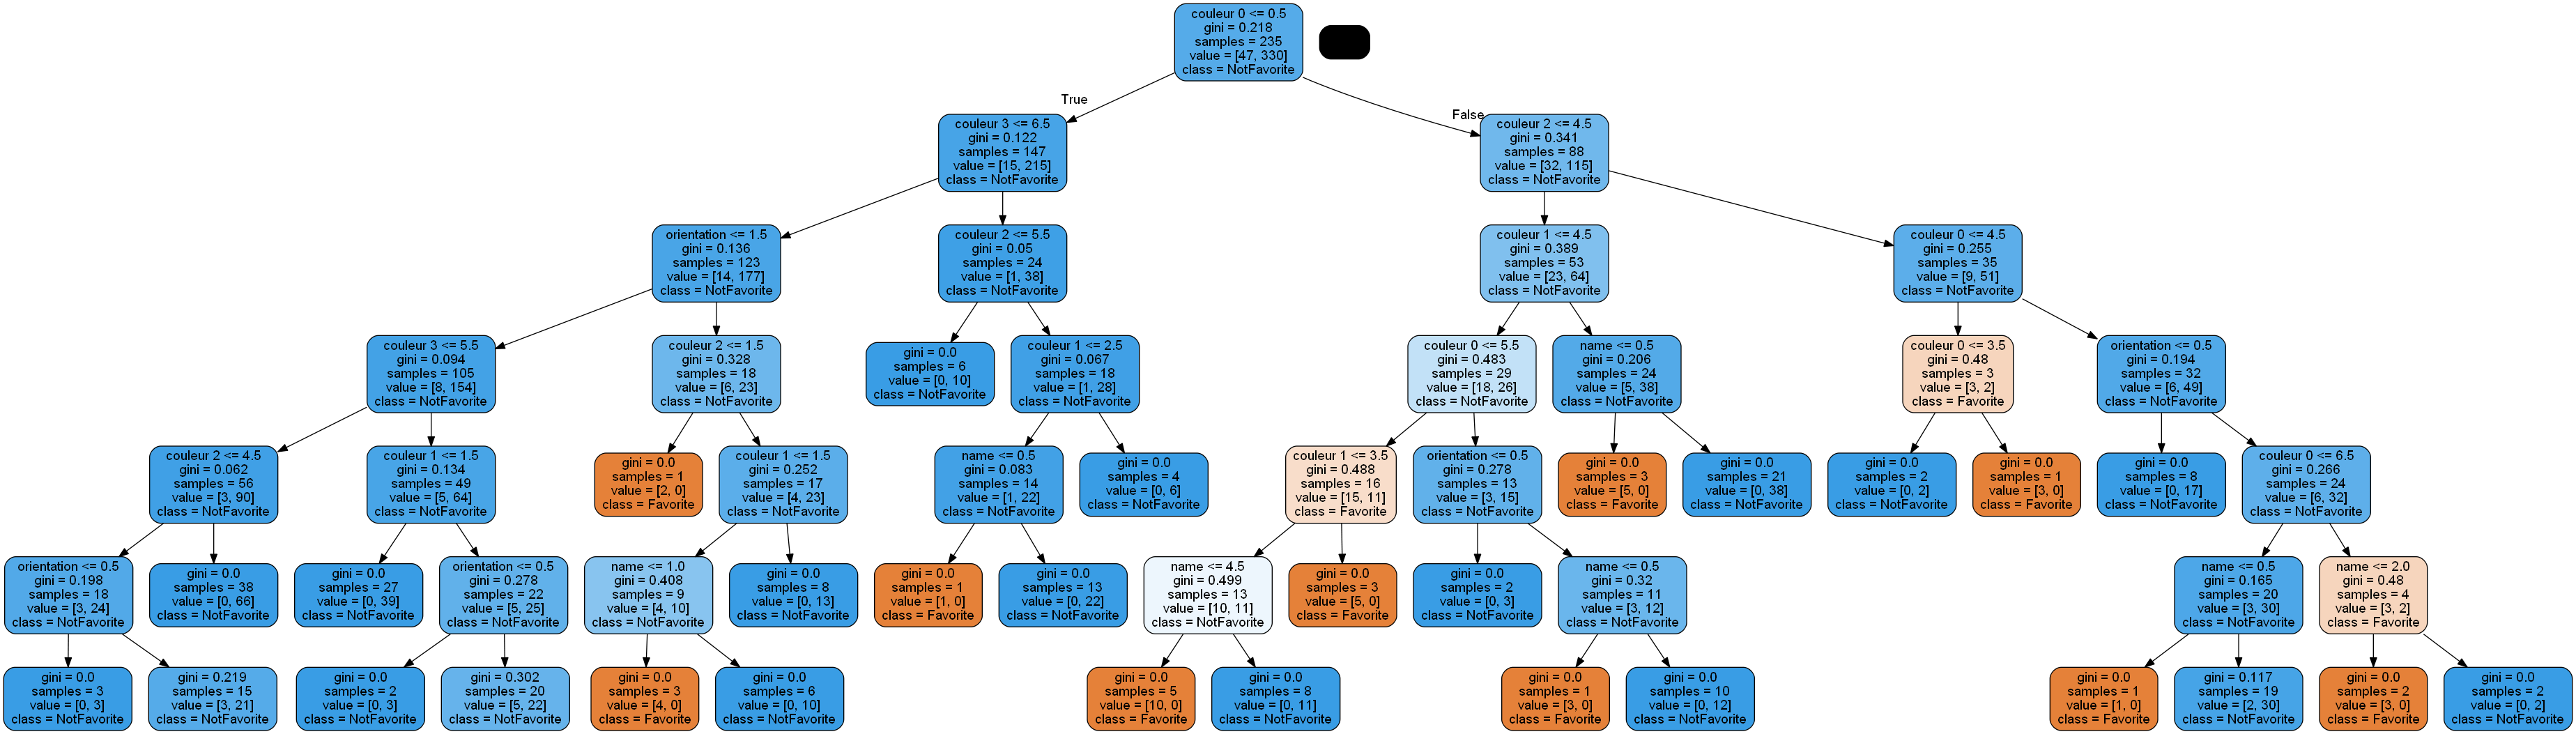 couleur 0 <= 0.5
gini = 0.218
samples = 235
value = [47, 330]
class = NotFavorite
True
False
couleur 3 <= 6.5
gini = 0.122
samples = 147
value = [15, 215]
class = NotFavorite
couleur 2 <= 4.5
gini = 0.341
samples = 88
value = [32, 115]
class = NotFavorite
orientation <= 1.5
gini = 0.136
samples = 123
value = [14, 177]
class = NotFavorite
couleur 2 <= 5.5
gini = 0.05
samples = 24
value = [1, 38]
class = NotFavorite
couleur 1 <= 4.5
gini = 0.389
samples = 53
value = [23, 64]
class = NotFavorite
couleur 0 <= 4.5
gini = 0.255
samples = 35
value = [9, 51]
class = NotFavorite
couleur 3 <= 5.5
gini = 0.094
samples = 105
value = [8, 154]
class = NotFavorite
couleur 2 <= 1.5
gini = 0.328
samples = 18
value = [6, 23]
class = NotFavorite
gini = 0.0
samples = 6
value = [0, 10]
class = NotFavorite
couleur 1 <= 2.5
gini = 0.067
samples = 18
value = [1, 28]
class = NotFavorite
couleur 0 <= 5.5
gini = 0.483
samples = 29
value = [18, 26]
class = NotFavorite
name <= 0.5
gini = 0.206
samples = 24
value = [5, 38]
class = NotFavorite
couleur 0 <= 3.5
gini = 0.48
samples = 3
value = [3, 2]
class = Favorite
orientation <= 0.5
gini = 0.194
samples = 32
value = [6, 49]
class = NotFavorite
couleur 2 <= 4.5
gini = 0.062
samples = 56
value = [3, 90]
class = NotFavorite
couleur 1 <= 1.5
gini = 0.134
samples = 49
value = [5, 64]
class = NotFavorite
gini = 0.0
samples = 1
value = [2, 0]
class = Favorite
couleur 1 <= 1.5
gini = 0.252
samples = 17
value = [4, 23]
class = NotFavorite
name <= 0.5
gini = 0.083
samples = 14
value = [1, 22]
class = NotFavorite
gini = 0.0
samples = 4
value = [0, 6]
class = NotFavorite
couleur 1 <= 3.5
gini = 0.488
samples = 16
value = [15, 11]
class = Favorite
orientation <= 0.5
gini = 0.278
samples = 13
value = [3, 15]
class = NotFavorite
gini = 0.0
samples = 3
value = [5, 0]
class = Favorite
gini = 0.0
samples = 21
value = [0, 38]
class = NotFavorite
gini = 0.0
samples = 2
value = [0, 2]
class = NotFavorite
gini = 0.0
samples = 1
value = [3, 0]
class = Favorite
gini = 0.0
samples = 8
value = [0, 17]
class = NotFavorite
couleur 0 <= 6.5
gini = 0.266
samples = 24
value = [6, 32]
class = NotFavorite
orientation <= 0.5
gini = 0.198
samples = 18
value = [3, 24]
class = NotFavorite
gini = 0.0
samples = 38
value = [0, 66]
class = NotFavorite
gini = 0.0
samples = 27
value = [0, 39]
class = NotFavorite
orientation <= 0.5
gini = 0.278
samples = 22
value = [5, 25]
class = NotFavorite
name <= 1.0
gini = 0.408
samples = 9
value = [4, 10]
class = NotFavorite
gini = 0.0
samples = 8
value = [0, 13]
class = NotFavorite
gini = 0.0
samples = 1
value = [1, 0]
class = Favorite
gini = 0.0
samples = 13
value = [0, 22]
class = NotFavorite
name <= 4.5
gini = 0.499
samples = 13
value = [10, 11]
class = NotFavorite
gini = 0.0
samples = 3
value = [5, 0]
class = Favorite
gini = 0.0
samples = 2
value = [0, 3]
class = NotFavorite
name <= 0.5
gini = 0.32
samples = 11
value = [3, 12]
class = NotFavorite
name <= 0.5
gini = 0.165
samples = 20
value = [3, 30]
class = NotFavorite
name <= 2.0
gini = 0.48
samples = 4
value = [3, 2]
class = Favorite
gini = 0.0
samples = 3
value = [0, 3]
class = NotFavorite
gini = 0.219
samples = 15
value = [3, 21]
class = NotFavorite
gini = 0.0
samples = 2
value = [0, 3]
class = NotFavorite
gini = 0.302
samples = 20
value = [5, 22]
class = NotFavorite
gini = 0.0
samples = 3
value = [4, 0]
class = Favorite
gini = 0.0
samples = 6
value = [0, 10]
class = NotFavorite
gini = 0.0
samples = 5
value = [10, 0]
class = Favorite
gini = 0.0
samples = 8
value = [0, 11]
class = NotFavorite
gini = 0.0
samples = 1
value = [3, 0]
class = Favorite
gini = 0.0
samples = 10
value = [0, 12]
class = NotFavorite
gini = 0.0
samples = 1
value = [1, 0]
class = Favorite
gini = 0.117
samples = 19
value = [2, 30]
class = NotFavorite
gini = 0.0
samples = 2
value = [3, 0]
class = Favorite
gini = 0.0
samples = 2
value = [0, 2]
class = NotFavorite